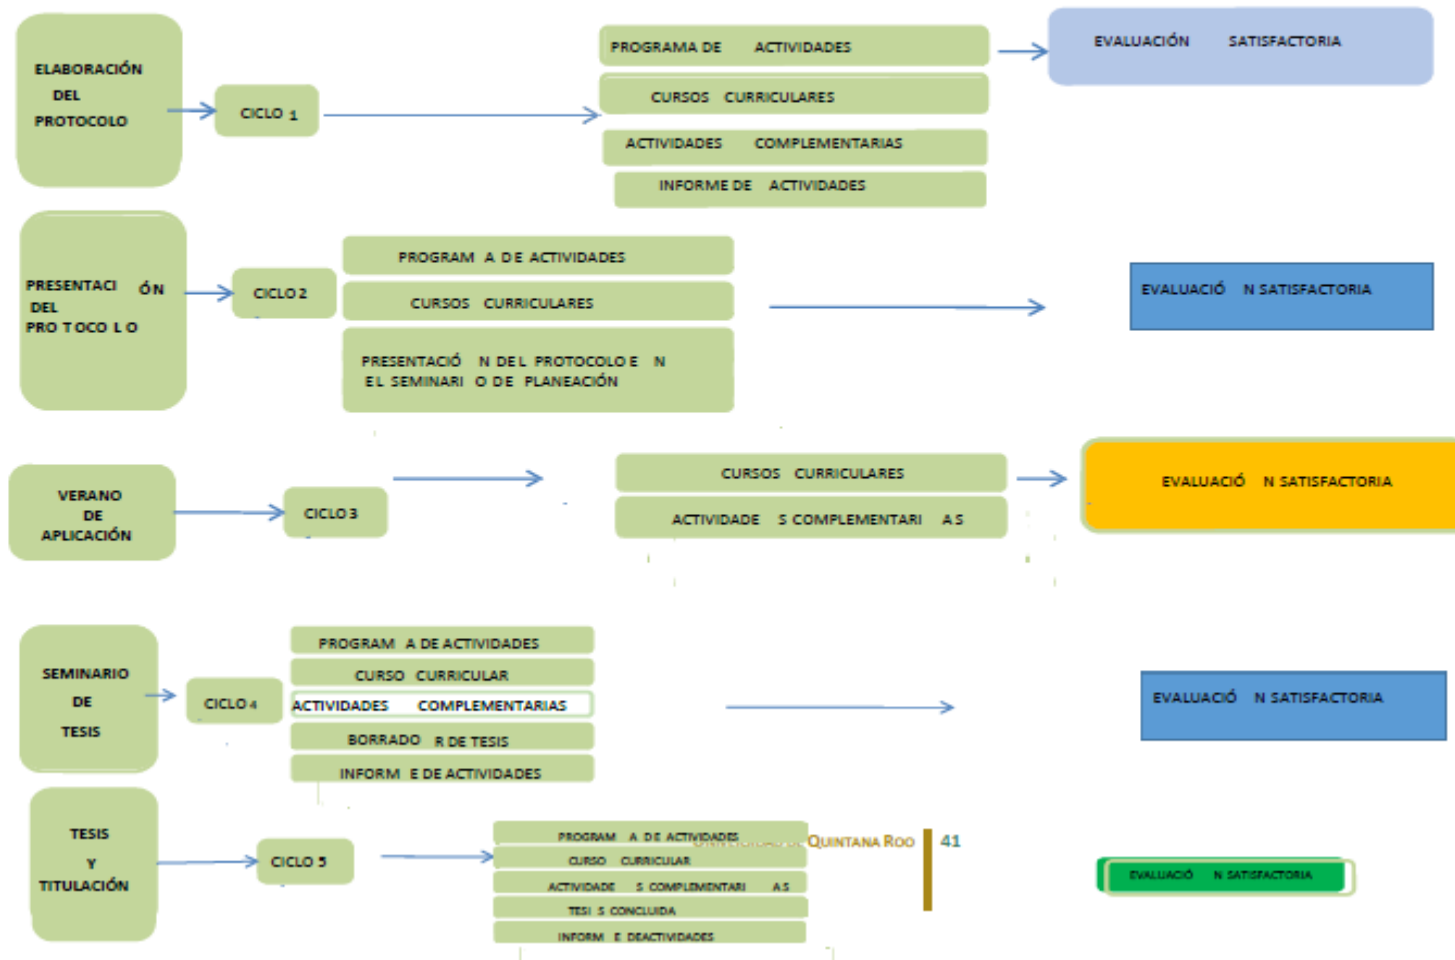 ELABORACIÓN
DEL
PROTOCOLO
CICLO 1
PROGRAMA DE ACTIVIDADES
CURSOS CURRICULARES
ACTIVIDADES COMPLEMENTARIAS
INFORME DE ACTIVIDADES
EVALUACIÓN SATISFACTORIA
PRESENTACI ÓN
DEL
PRO TOCO L O
CICLO 2
PROGRAM A DE ACTIVIDADES
CURSOS CURRICULARES
PRESENTACIÓ N DEL PROTOCOLO E N
EL SEMINARI O DE PLANEACIÓN
EVALUACIÓ N SATISFACTORIA
VERANO
DE
APLICACIÓN
CICLO 3
CURSOS CURRICULARES
ACTIVIDADE S COMPLEMENTARI AS
EVALUACIÓ N SATISFACTORIA
SEMINARIO
DE
TESIS
CICLO 4
PROGRAM A DE ACTIVIDADES
CURSO CURRICULAR
ACTIVIDADES COMPLEMENTARIAS
BORRADO R DE TESIS
INFORM E DE ACTIVIDADES
EVALUACIÓ N SATISFACTORIA
TESIS
Y
TITULACIÓN
CICLO 5
PROGRAM A DE ACTIVIDADES
CURSO CURRICULAR
ACTIVIDADE S COMPLEMENTARI AS
TESI S CONCLUIDA
INFORM E DEACTIVIDADES
QUINTANA ROO 41
EVALUACIÓ N SATISFACTORIA